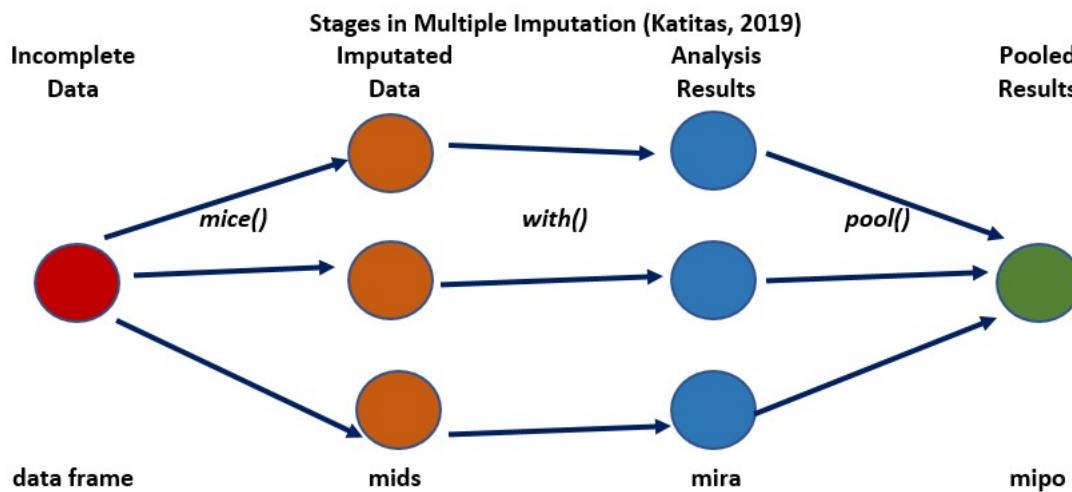 Stages in Multiple Imputation (Katitas, 2019)
Incomplete
Data
Imputated
Data
Analysis
Results
Pooled
Results
mice()
with()
pool()
data frame
mids
mira
mipo